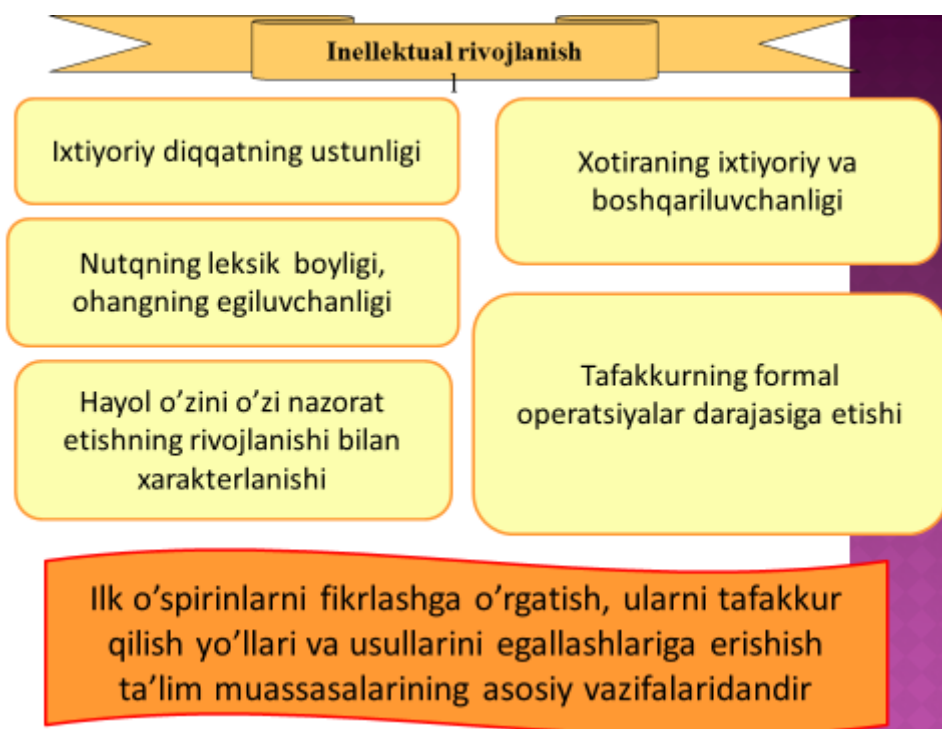 Inellektual rivojlanish
1
Ixtiyoriy diqqatning ustunligi
Nutqning leksik boyligi,
ohangning egiluvchanligi
Hayol o’zini o’zi nazorat
etishning rivojlanishi bilan
xarakterlanishi
Xotiraning ixtiyoriy va
boshqariluvchanligi
Tafakkurning formal
operatsiyalar darajasiga etishi
Ilk o’spirinlarni fikrlashga o’rgatish, ularni tafakkur
qilish yo’llari va usullarini egallashlariga erishish
ta’lim muassasalarining asosiy vazifalaridandir